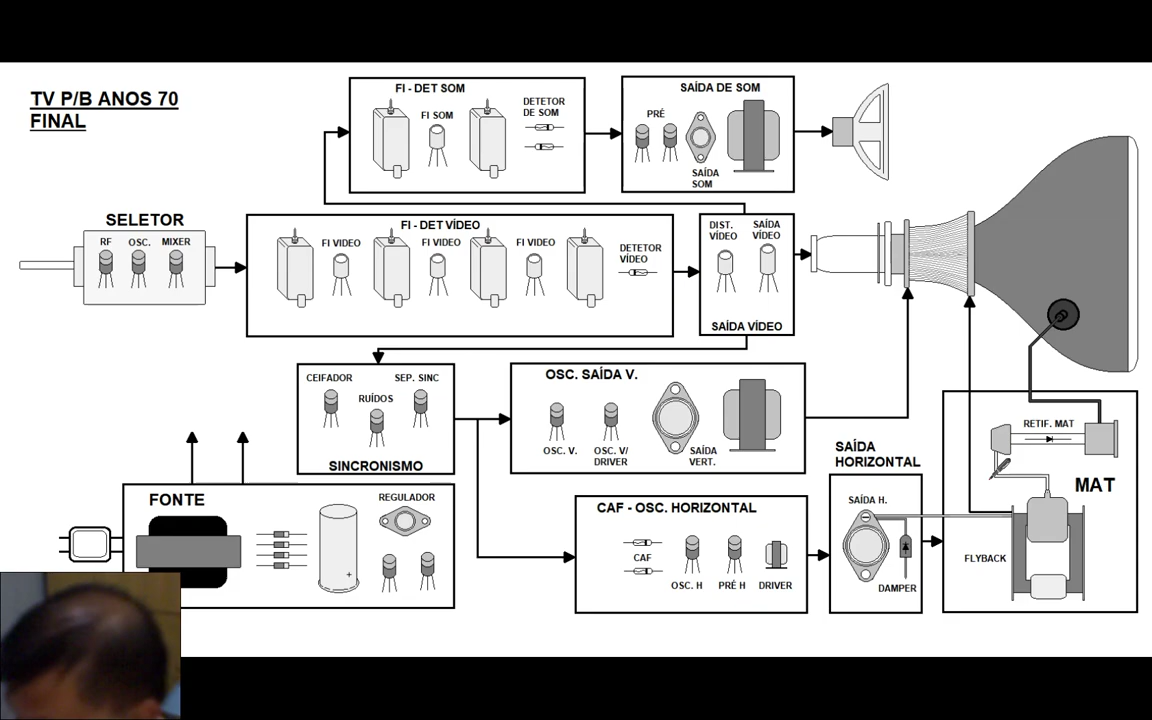 TV P/B ANOS 70
FINAL
FI - DET SOM
FI SOM
DETETOR
DE SOM
SAÍDA DE SOM
PRÉ
SAÍDA
SOM
SELETOR
RF
OSC.
MIXER
FI - DET VÍDEO
FI VIDEO
FI VIDEO
FI VIDEO
DETETOR
VÍDEO
DIST.
VÍDEO
SAÍDA
VÍDEO
SAÍDA VÍDEO
CEIFADOR
RUÍDOS
SEP. SINC
SINCRONISMO
OSC. SAÍDA V.
OSC. V.
OSC. V/
DRIVER
SAÍDA
VERT.
FONTE
REGULADOR
+
CAF - OSC. HORIZONTAL
CAF
OSC. H
PRÉ H
DRIVER
SAÍDA
HORIZONTAL
SAÍDA H.
DAMPER
RETIF. MAT
MAT
FLYBACK